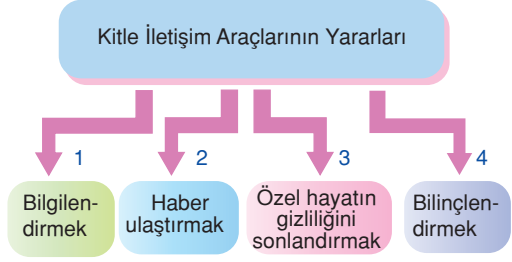 Kitle İletişim Araçlarının Yararları
1
2
3
4
Bilgilen-
dirmek
Haber
ulaştırmak
Özel hayatın
gizliliğini
sonlandırmak
Bilinçlen-
dirmek